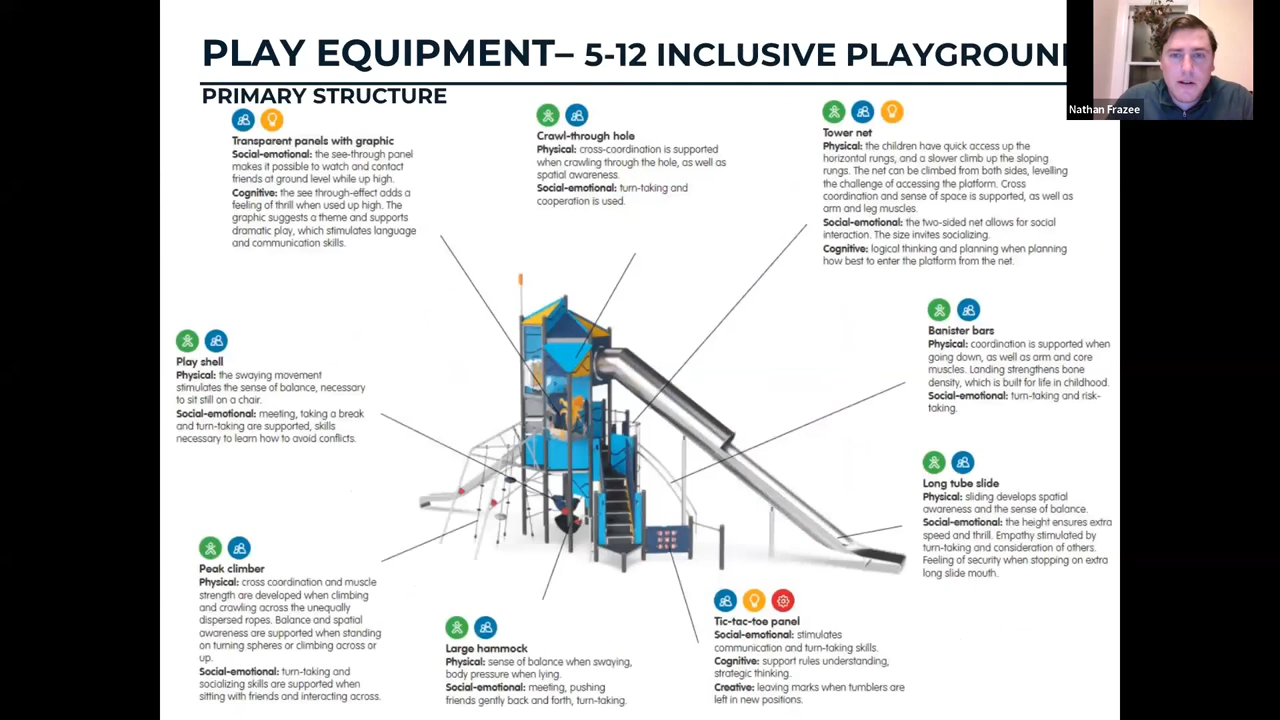 PLAY EQUIPMENT– 5-12 INCLUSIVE PLAYGROUN
PRIMARY STRUCTURE
Nathan Frazee
Transparent panels with graphic
Social-emotional: the see-through panel
makes it possible to watch and contact
friends at ground level while up high.
Cognitive: the see through-effect adds a
feeling of thrill when used up high. The
graphic suggests a theme and supports
dramatic play, which stimulates language
and communication skills.
Crawl-through hole
Physical: cross-coordination is supported
when crawling through the hole, as well as
spatial awareness.
Social-emotional: turn-taking and
cooperation is used.
Tower net
Physical: the children have quick access up the
horizontal rungs, and a slower climb up the sloping
rungs. The net can be climbed from both sides, levelling
the challenge of accessing the platform. Cross
coordination and sense of space is supported, as well as
arm and leg muscles.
Social-emotional: the two-sided net allows for social
interaction. The size invites socializing.
Cognitive: logical thinking and planning when planning
how best to enter the platform from the net.
Play shell
Physical: the swaying movement
stimulates the sense of balance, necessary
to sit still on a chair.
Social-emotional: meeting, taking a break
and turn-taking are supported, skills
necessary to learn how to avoid conflicts.
Banister bars
Physical: coordination is supported when
going down, as well as arm and core
muscles. Landing strengthens bone
density, which is built for life in childhood.
Social-emotional: turn-taking and risk-
taking.
Long tube slide
Physical: sliding develops spatial
awareness and the sense of balance.
Social-emotional: the height ensures extra
speed and thrill. Empathy stimulated by
turn-taking and consideration of others.
Feeling of security when stopping on extra
long slide mouth.
Peak climber
Physical: cross coordination and muscle
strength are developed when climbing
and crawling across the unequally
dispersed ropes. Balance and spatial
awareness are supported when standing
on turning spheres or climbing across or
up.
Social-emotional: turn-taking and
socializing skills are supported when
sitting with friends and interacting across.
Large hammock
Physical: sense of balance when swaying,
body pressure when lying.
Social-emotional: meeting, pushing
friends gently back and forth, turn-taking.
Tic-tac-toe panel
Social-emotional: stimulates
communication and turn-taking skills.
Cognitive: support rules understanding,
strategic thinking.
Creative: leaving marks when tumblers are
left in new positions.